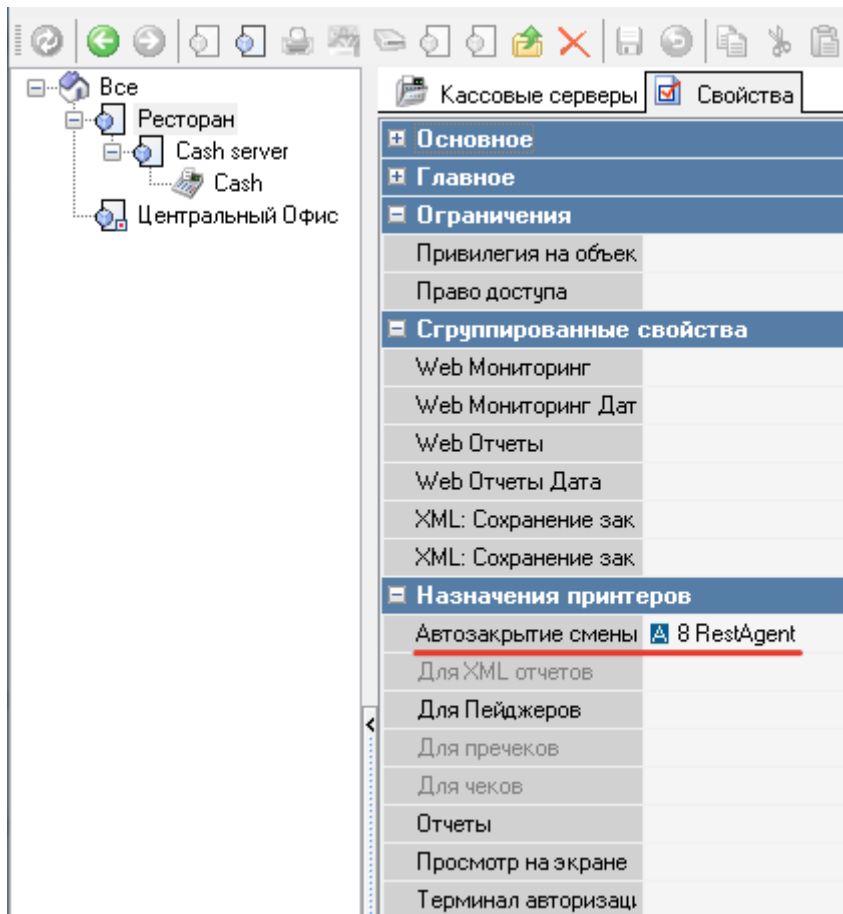 Все
Ресторан
Cash server
Cash
Центральный Офис
Кассовые серверы
Свойства
Основное
Главное
Ограничения
Привилегия на объек
Право доступа
Сгруппированные свойства
Web Мониторинг
Web Мониторинг Дат
Web Отчеты
Web Отчеты Дата
XML: Сохранение зак
XML: Сохранение зак
Назначения принтеров
Автозакрытие смены A 8 RestAgent
Для XML отчетов
Для Пейджеров
Для пречеков
Для чеков
Отчеты
Просмотр на экране
Терминал авторизаци